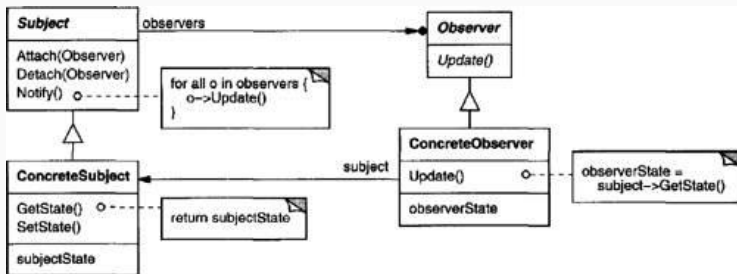 Subject
observers
Observer
Attach(Observer)
Detach(Observer)
Notify()
for all o in observers {
o->Update()
}
Update()
ConcreteSubject
GetState()
SetState()
subjectState
return subjectState
subject
ConcreteObserver
Update()
observerState
observerState =
subject->GetState()